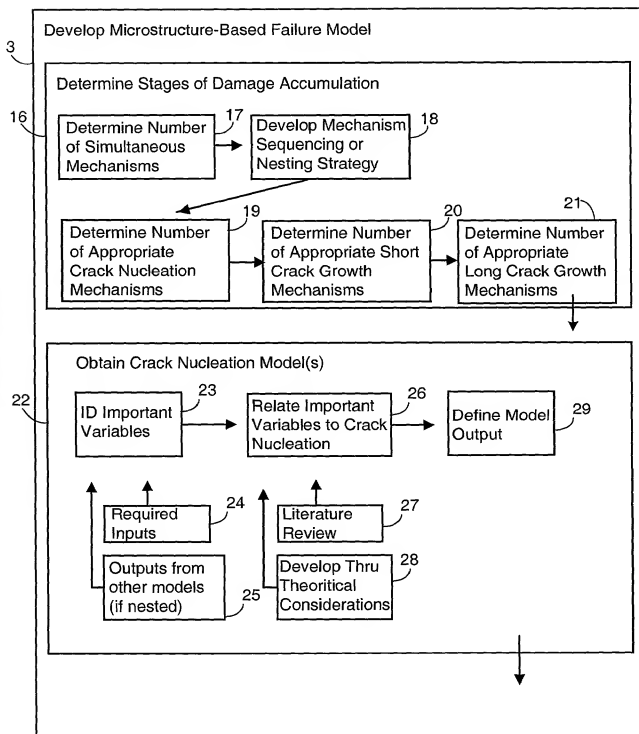 Develop Microstructure-Based Failure Model
3
Determine Stages of Damage Accumulation
16
17
18
Determine Number
of Simultaneous
Mechanisms
Develop Mechanism
Sequencing or
Nesting Strategy
19
20
21
Determine Number
of Appropriate
Crack Nucleation
Mechanisms
Determine Number
of Appropriate Short
Crack Growth
Mechanisms
Determine Number
of Appropriate
Long Crack Growth
Mechanisms
Obtain Crack Nucleation Model(s)
22
23
26
29
ID Important
Variables
Relate Important
Variables to Crack
Nucleation
Define Model
Output
24
27
Required
Inputs
Literature
Review
25
28
Outputs from
other models
(if nested)
Develop Thru
Theoritical
Considerations